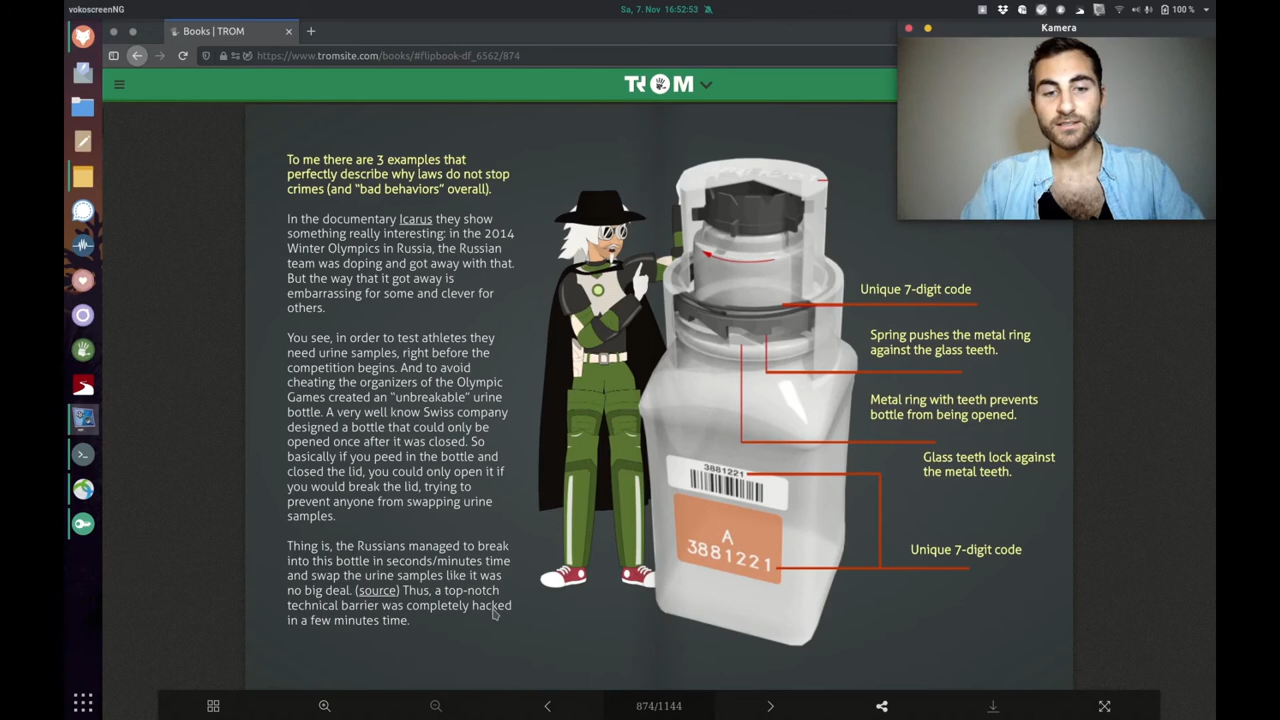 vokoscreenNG
Sa, 7. Nov 16:52:53
100 %
Books | TROM
https://www.tromsite.com/books/#flipbook-df_6562/874
Kamera
TROM
To me there are 3 examples that
perfectly describe why laws do not stop
crimes (and “bad behaviors” overall).
In the documentary Icarus they show
something really interesting: in the 2014
Winter Olympics in Russia, the Russian
team was doping and got away with that.
But the way that it got away is
embarrassing for some and clever for
others.
You see, in order to test athletes they
need urine samples, right before the
competition begins. And to avoid
cheating the organizers of the Olympic
Games created an “unbreakable” urine
bottle. A very well know Swiss company
designed a bottle that could only be
opened once after it was closed. So
basically if you peed in the bottle and
closed the lid, you could only open it if
you would break the lid, trying to
prevent anyone from swapping urine
samples.
Thing is, the Russians managed to break
into this bottle in seconds/minutes time
and swap the urine samples like it was
no big deal. (source) Thus, a top-notch
technical barrier was completely hacked
in a few minutes time.
Unique 7-digit code
Spring pushes the metal ring
against the glass teeth.
Metal ring with teeth prevents
bottle from being opened.
Glass teeth lock against
the metal teeth.
Unique 7-digit code
3881221
A
3881221
874/1144